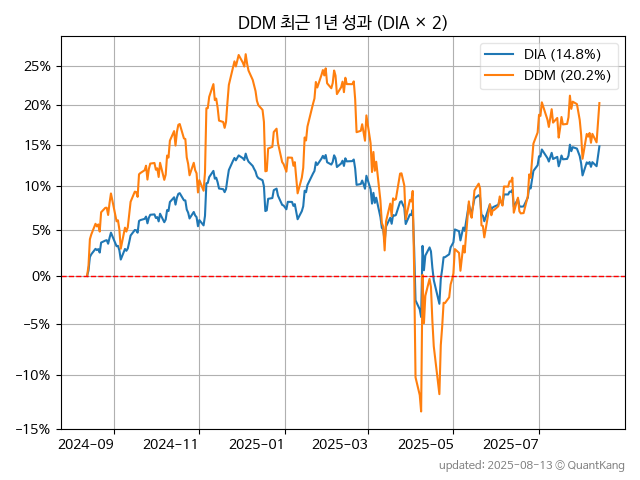 DDM 최근 1년 성과 (DIA × 2)
DIA (14.8%)
DDM (20.2%)
25%
20%
15%
10%
5%
0%
−5%
−10%
−15%
2024-09 2024-11 2025-01 2025-03 2025-05 2025-07
updated: 2025-08-13 ⓒ QuantKang